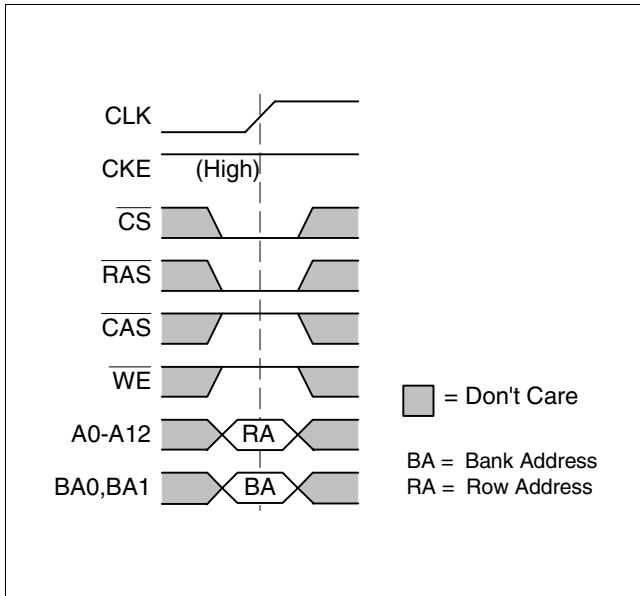 CLK
CKE (High)
CS
RAS
CAS
WE
A0-A12 RA
BA0,BA1 BA
= Don't Care
BA = Bank Address
RA = Row Address